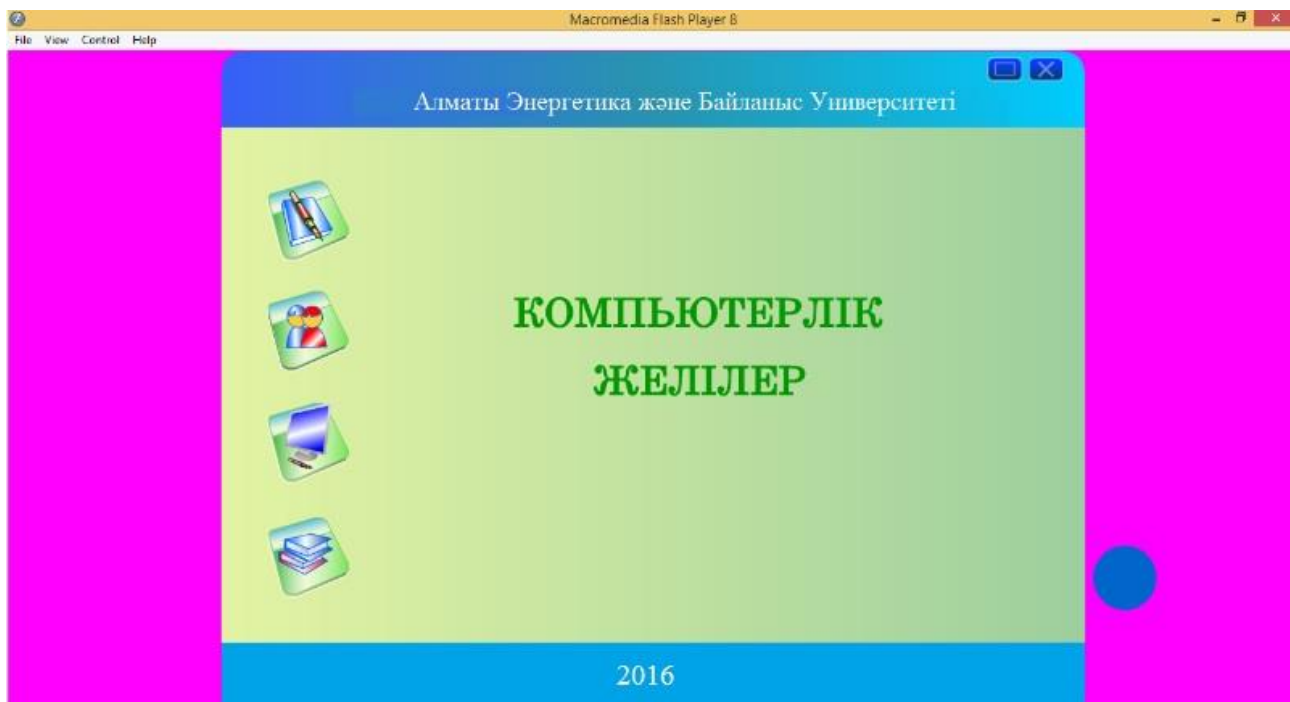 Macromedia Flash Player 8
File View Control Help
Алматы Энергетика және Байланыс Университеті
КОМПЬЮТЕРЛІК
ЖЕЛІЛЕР
2016